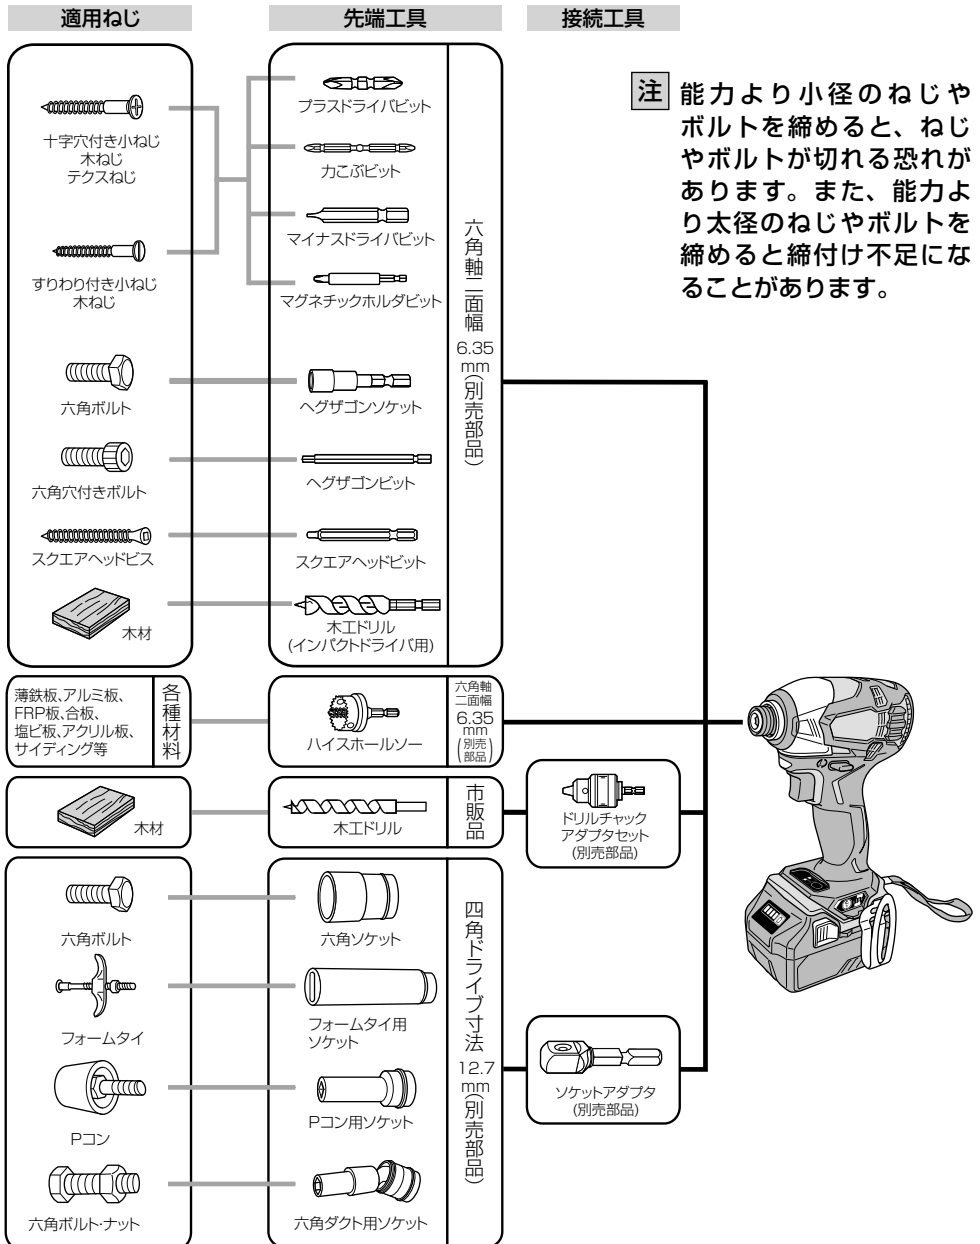 適用ねじ
先端工具
接続工具
十字穴付き小ねじ
木ねじ
テクスねじ
すりわり付き小ねじ
木ねじ
六角ボルト
六角穴付きボルト
スクエアヘッドビス
木材
プラスドライバビット
力こぶビット
マイナスドライバビット
マグネチックホルダビット
ヘグザゴンソケット
ヘグザゴンビット
スクエアヘッドビット
木工ドリル
(インパクトドライバ用)
六角軸二面幅6.35mm(別売部品)
注 能力より小径のねじや
ボルトを締めると、ねじ
やボルトが切れる恐れが
あります。また、能力よ
り太径のねじやボルトを
締めると締付け不足にな
ることがあります。
薄鉄板、アルミ板、
FRP板、合板、
塩ビ板、アクリル板、
サイディング等
各種材料
ハイスホールソー
六角軸
二面幅
6.35
mm
(別売
部品)
木材
木工ドリル
市販品
ドリルチャック
アダプタセット
(別売部品)
六角ボルト
フォームタイ
Pコン
六角ボルト・ナット
六角ソケット
フォームタイ用
ソケット
Pコン用ソケット
六角ダクト用ソケット
四角ドライブ寸法12.7mm(別売部品)
ソケットアダプタ
(別売部品)